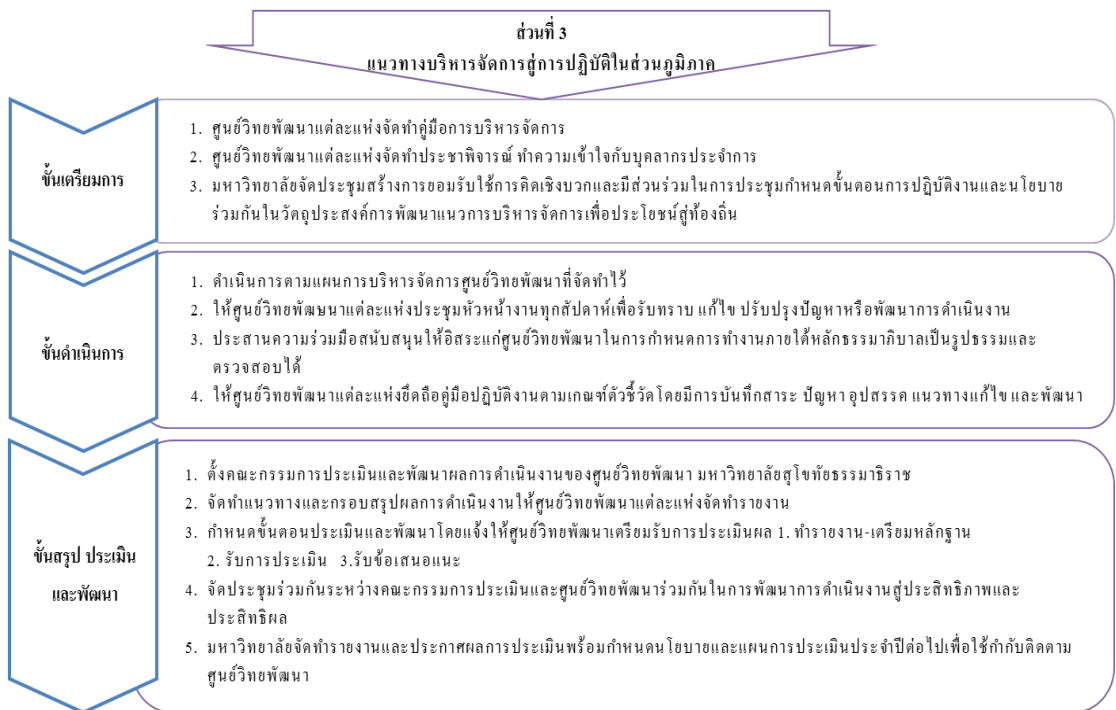 ส่วนที่ 3
แนวทางบริหารจัดการสู่การปฏิบัติในส่วนภูมิภาค
ขั้นเตรียมการ
1. ศูนย์วิทยพัฒนาแต่ละแห่งจัดทำคู่มือการบริหารจัดการ
2. ศูนย์วิทยพัฒนาแต่ละแห่งจัดทำประชาพิจารณ์ ทำความเข้าใจกับบุคลากรประจำการ
3. มหาวิทยาลัยจัดประชุมสร้างการยอมรับใช้การคิดเชิงบวกและมีส่วนร่วมในการประชุมกำหนดขั้นตอนการปฏิบัติงานและนโยบาย
ร่วมกันในวัตถุประสงค์การพัฒนาแนวการบริหารจัดการเพื่อประโยชน์สู่ท้องถิ่น
ขั้นดำเนินการ
1. ดำเนินการตามแผนการบริหารจัดการศูนย์วิทยพัฒนาที่จัดทำไว้
2. ให้ศูนย์วิทยพัฒษนาแต่ละแห่งประชุมหัวหน้างานทุกสัปดาห์เพื่อรับทราบ แก้ไข ปรับปรุงปัญหาหรือพัฒนาการดำเนินงาน
3. ประสานความร่วมมือสนับสนุนให้อิสระแก่ศูนย์วิทยพัฒนาในการกำหนดการทำงานภายใต้หลักธรรมาภิบาลเป็นรูปธรรมและ
ตรวจสอบได้
4. ให้ศูนย์วิทยพัฒนาแต่ละแห่งยึดถือคู่มือปฏิบัติงานตามเกณฑ์ตัวชี้วัดโดยมีการบันทึกสาระ ปัญหา อุปสรรค แนวทางแก้ไข และพัฒนา
ขั้นสรุป ประเมิน
และพัฒนา
1. ตั้งคณะกรรมการประเมินและพัฒนาผลการดำเนินงานของศูนย์วิทยพัฒนา มหาวิทยาลัยสุโขทัยธรรมาธิราช
2. จัดทำแนวทางและกรอบสรุปผลการดำเนินงานให้ศูนย์วิทยพัฒนาแต่ละแห่งจัดทำรายงาน
3. กำหนดขั้นตอนประเมินและพัฒนาโดยแจ้งให้ศูนย์วิทยพัฒนาเตรียมรับการประเมินผล 1. ทำรายงาน-เตรียมหลักฐาน
2. รับการประเมิน 3.รับข้อเสนอแนะ
4. จัดประชุมร่วมกันระหว่างคณะกรรมการประเมินและศูนย์วิทยพัฒนาร่วมกันในการพัฒนาการดำเนินงานสู่ประสิทธิภาพและ
ประสิทธิผล
5. มหาวิทยาลัยจัดทำรายงานและประกาศผลการประเมินพร้อมกำหนดนโยบายและแผนการประเมินประจำปีต่อไปเพื่อใช้กำกับติดตาม
ศูนย์วิทยพัฒนา